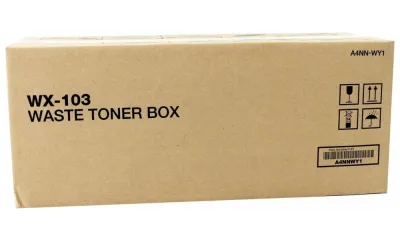 A4NN-WY1
WX-103
WASTE TONER BOX
A4NNWY1